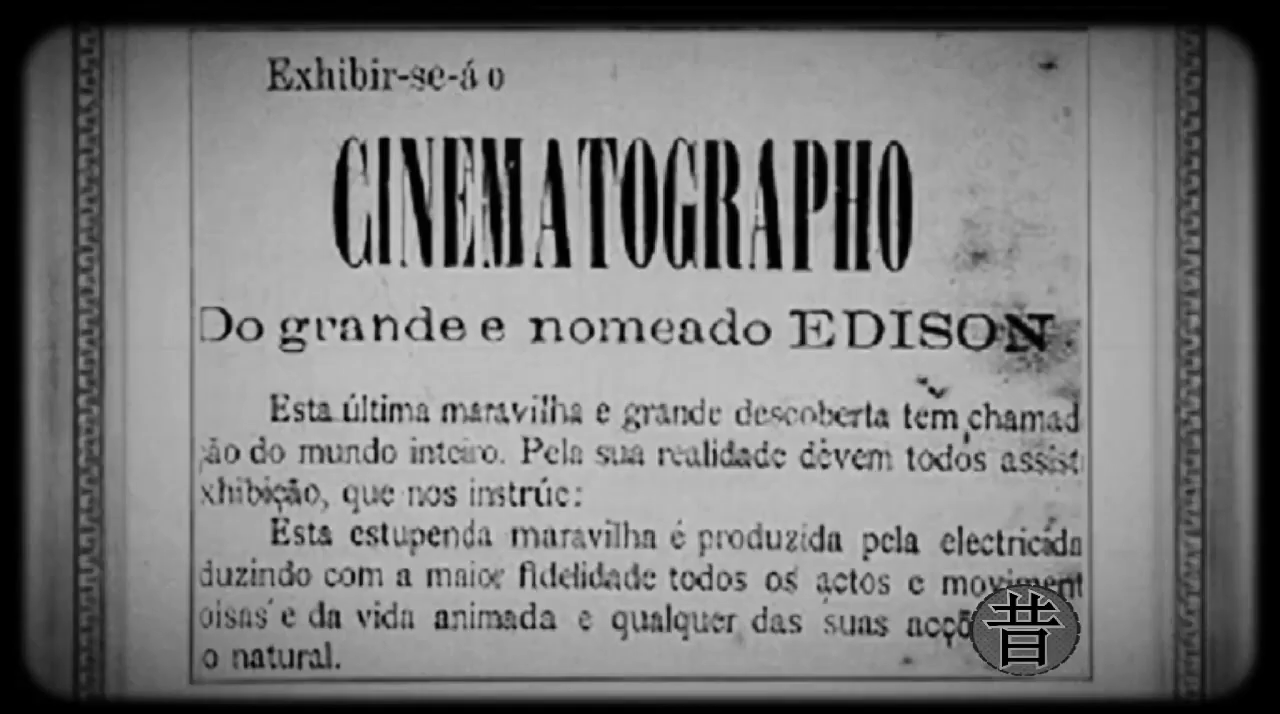 Exhibir-se-á o
CINEMATOGRAPHO
Do grande e nomeado EDISON
Esta última maravilha e grande descoberta tem chamad
ão do mundo inteiro. Pela sua realidade devem todos assist
xhibição, que nos instrúe:
Esta estupenda maravilha é produzida pela electricida
duzindo com a maior fidelidade todos os actos e moviment
oisas e da vida animada e qualquer das suas acçõ
o natural.
昔